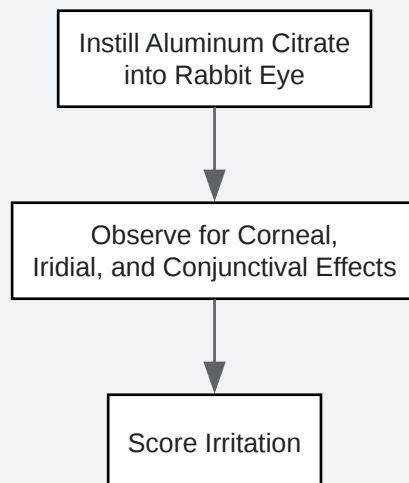 Instill Aluminum Citrate
into Rabbit Eye
Observe for Corneal,
Iridial, and Conjunctival Effects
Score Irritation